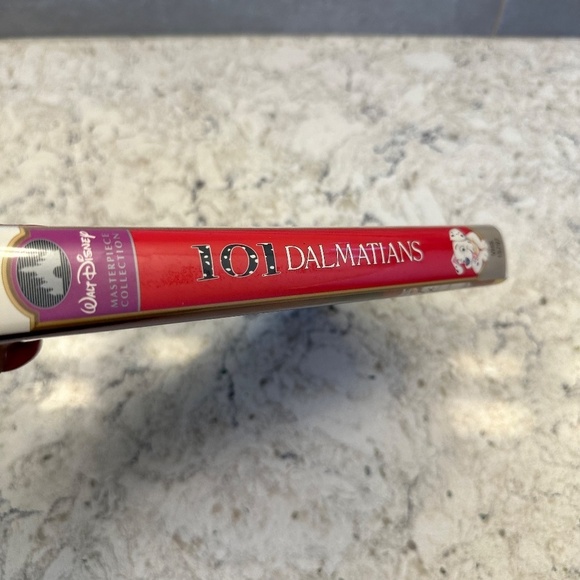 Walt Disney
MASTERPIECE
COLLECTION
101 DALMATIANS